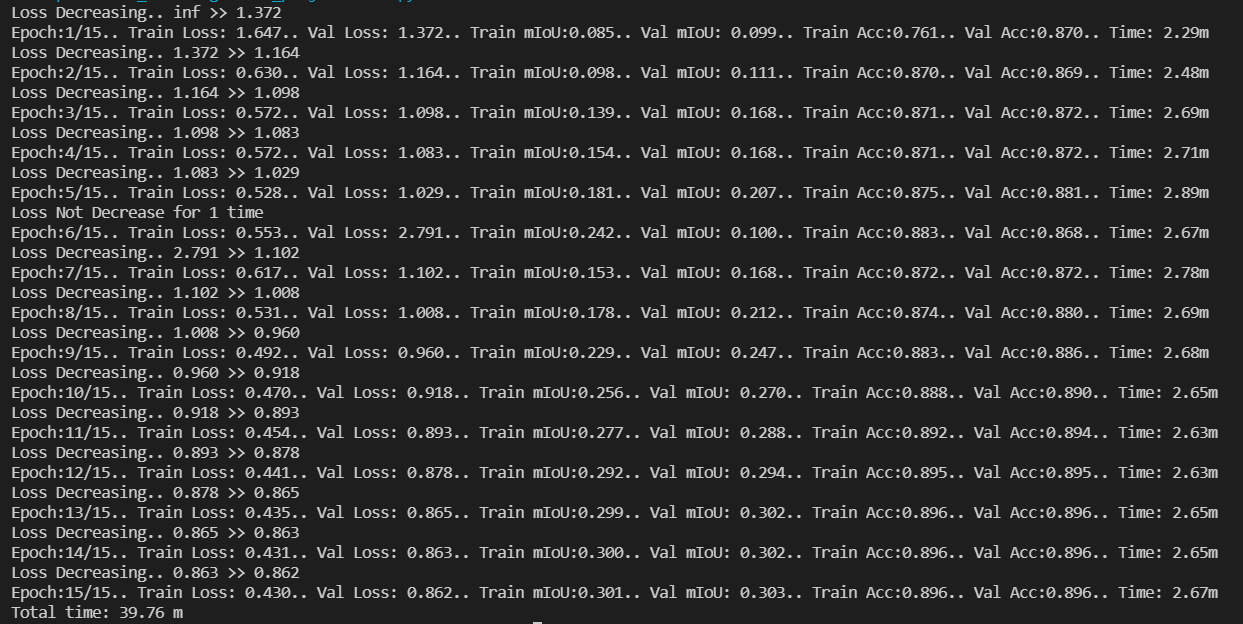 Loss Decreasing.. inf >> 1.372
Epoch:1/15.. Train Loss: 1.647.. Val Loss: 1.372.. Train mIoU:0.085.. Val mIoU: 0.099.. Train Acc:0.761.. Val Acc:0.870.. Time: 2.29m
Loss Decreasing.. 1.372 >> 1.164
Epoch:2/15.. Train Loss: 0.630.. Val Loss: 1.164.. Train mIoU:0.098.. Val mIoU: 0.111.. Train Acc:0.870.. Val Acc:0.869.. Time: 2.48m
Loss Decreasing.. 1.164 >> 1.098
Epoch:3/15.. Train Loss: 0.572.. Val Loss: 1.098.. Train mIoU:0.139.. Val mIoU: 0.168.. Train Acc:0.871.. Val Acc:0.872.. Time: 2.69m
Loss Decreasing.. 1.098 >> 1.083
Epoch:4/15.. Train Loss: 0.572.. Val Loss: 1.083.. Train mIoU:0.154.. Val mIoU: 0.168.. Train Acc:0.871.. Val Acc:0.872.. Time: 2.71m
Loss Decreasing.. 1.083 >> 1.029
Epoch:5/15.. Train Loss: 0.528.. Val Loss: 1.029.. Train mIoU:0.181.. Val mIoU: 0.207.. Train Acc:0.875.. Val Acc:0.881.. Time: 2.89m
Loss Not Decrease for 1 time
Epoch:6/15.. Train Loss: 0.553.. Val Loss: 2.791.. Train mIoU:0.242.. Val mIoU: 0.100.. Train Acc:0.883.. Val Acc:0.868.. Time: 2.67m
Loss Decreasing.. 2.791 >> 1.102
Epoch:7/15.. Train Loss: 0.617.. Val Loss: 1.102.. Train mIoU:0.153.. Val mIoU: 0.168.. Train Acc:0.872.. Val Acc:0.872.. Time: 2.78m
Loss Decreasing.. 1.102 >> 1.008
Epoch:8/15.. Train Loss: 0.531.. Val Loss: 1.008.. Train mIoU:0.178.. Val mIoU: 0.212.. Train Acc:0.874.. Val Acc:0.880.. Time: 2.69m
Loss Decreasing.. 1.008 >> 0.960
Epoch:9/15.. Train Loss: 0.492.. Val Loss: 0.960.. Train mIoU:0.229.. Val mIoU: 0.247.. Train Acc:0.883.. Val Acc:0.886.. Time: 2.68m
Loss Decreasing.. 0.960 >> 0.918
Epoch:10/15.. Train Loss: 0.470.. Val Loss: 0.918.. Train mIoU:0.256.. Val mIoU: 0.270.. Train Acc:0.888.. Val Acc:0.890.. Time: 2.65m
Loss Decreasing.. 0.918 >> 0.893
Epoch:11/15.. Train Loss: 0.454.. Val Loss: 0.893.. Train mIoU:0.277.. Val mIoU: 0.288.. Train Acc:0.892.. Val Acc:0.894.. Time: 2.63m
Loss Decreasing.. 0.893 >> 0.878
Epoch:12/15.. Train Loss: 0.441.. Val Loss: 0.878.. Train mIoU:0.292.. Val mIoU: 0.294.. Train Acc:0.895.. Val Acc:0.895.. Time: 2.63m
Loss Decreasing.. 0.878 >> 0.865
Epoch:13/15.. Train Loss: 0.435.. Val Loss: 0.865.. Train mIoU:0.299.. Val mIoU: 0.302.. Train Acc:0.896.. Val Acc:0.896.. Time: 2.65m
Loss Decreasing.. 0.865 >> 0.863
Epoch:14/15.. Train Loss: 0.431.. Val Loss: 0.863.. Train mIoU:0.300.. Val mIoU: 0.302.. Train Acc:0.896.. Val Acc:0.896.. Time: 2.65m
Loss Decreasing.. 0.863 >> 0.862
Epoch:15/15.. Train Loss: 0.430.. Val Loss: 0.862.. Train mIoU:0.301.. Val mIoU: 0.303.. Train Acc:0.896.. Val Acc:0.896.. Time: 2.67m
Total time: 39.76 m